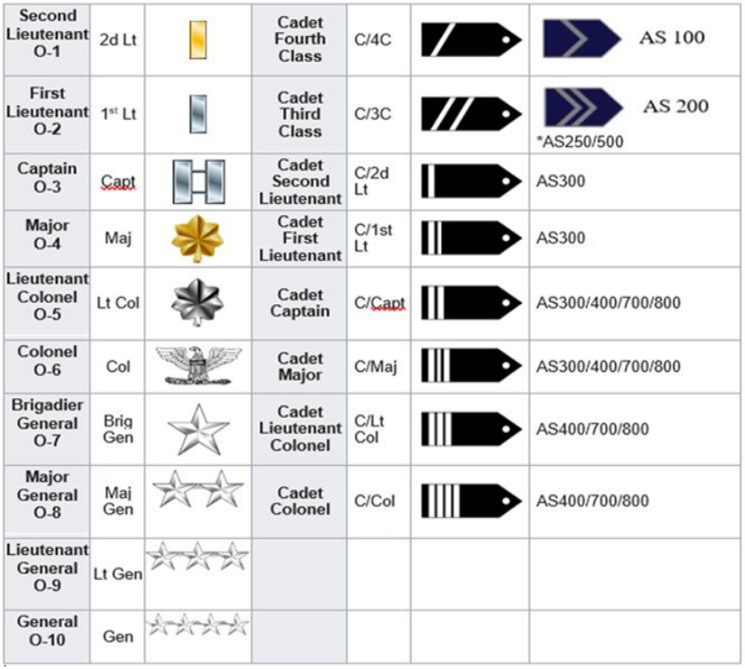 Second
Lieutenant
O-1
2d Lt
Cadet
Fourth
Class
C/4C
AS 100
First
Lieutenant
O-2
1st Lt
Cadet
Third
Class
C/3C
AS 200
*AS250/500
Captain
O-3
Capt
Cadet
Second
Lieutenant
C/2d
Lt
AS300
Major
O-4
Maj
Cadet
First
Lieutenant
C/1st
Lt
AS300
Lieutenant
Colonel
O-5
Lt Col
Cadet
Captain
C/Capt
AS300/400/700/800
Colonel
O-6
Col
Cadet
Major
C/Maj
AS300/400/700/800
Brigadier
General
O-7
Brig
Gen
Cadet
Lieutenant
Colonel
C/Lt
Col
AS400/700/800
Major
General
O-8
Maj
Gen
Cadet
Colonel
C/Col
AS400/700/800
Lieutenant
General
O-9
Lt Gen
General
O-10
Gen